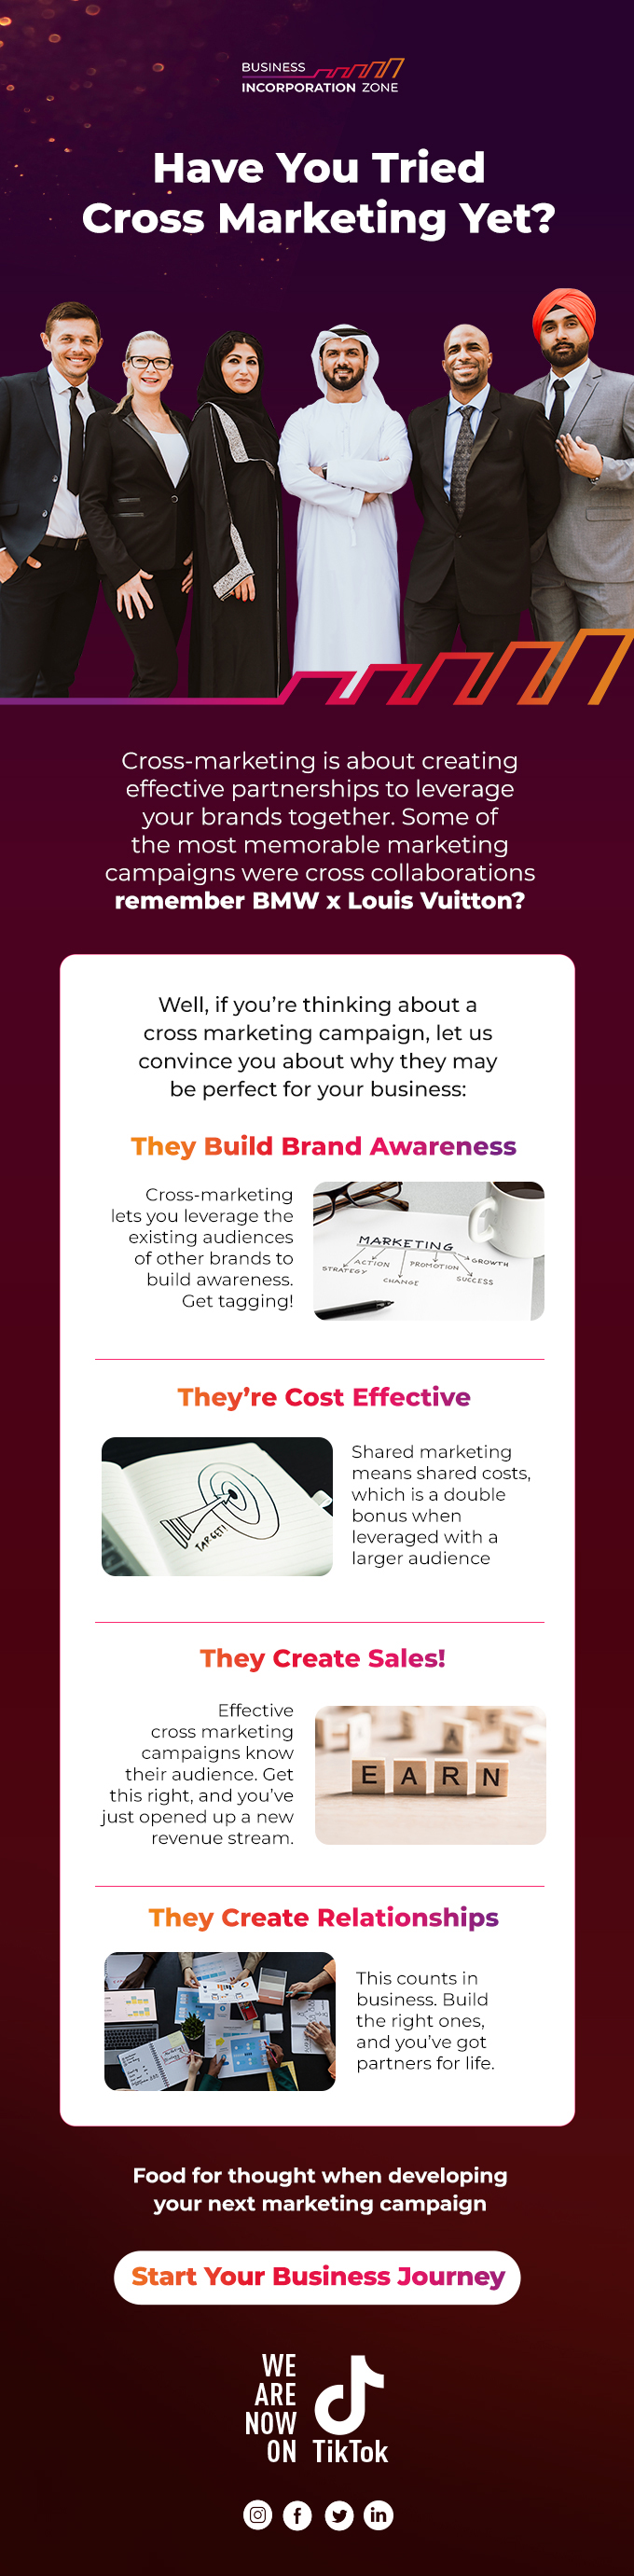 BUSINESS
INCORPORATION ZONE
Have You Tried
Cross Marketing Yet?
Cross-marketing is about creating
effective partnerships to leverage
your brands together. Some of
the most memorable marketing
campaigns were cross collaborations
remember BMW x Louis Vuitton?
Well, if you’re thinking about a
cross marketing campaign, let us
convince you about why they may
be perfect for your business:
They Build Brand Awareness
Cross-marketing
lets you leverage the
existing audiences
of other brands to
build awareness.
Get tagging!
MARKETING
STRATEGY
ACTION
CHANGE
PROMOTION
SUCCESS
GROWTH
They’re Cost Effective
TARGET!
Shared marketing
means shared costs,
which is a double
bonus when
leveraged with a
larger audience
They Create Sales!
Effective
cross marketing
campaigns know
their audience. Get
this right, and you’ve
just opened up a new
revenue stream.
EARN
They Create Relationships
This counts in
business. Build
the right ones,
and you’ve got
partners for life.
Food for thought when developing
your next marketing campaign
Start Your Business Journey
WE
ARE
NOW
ON TikTok